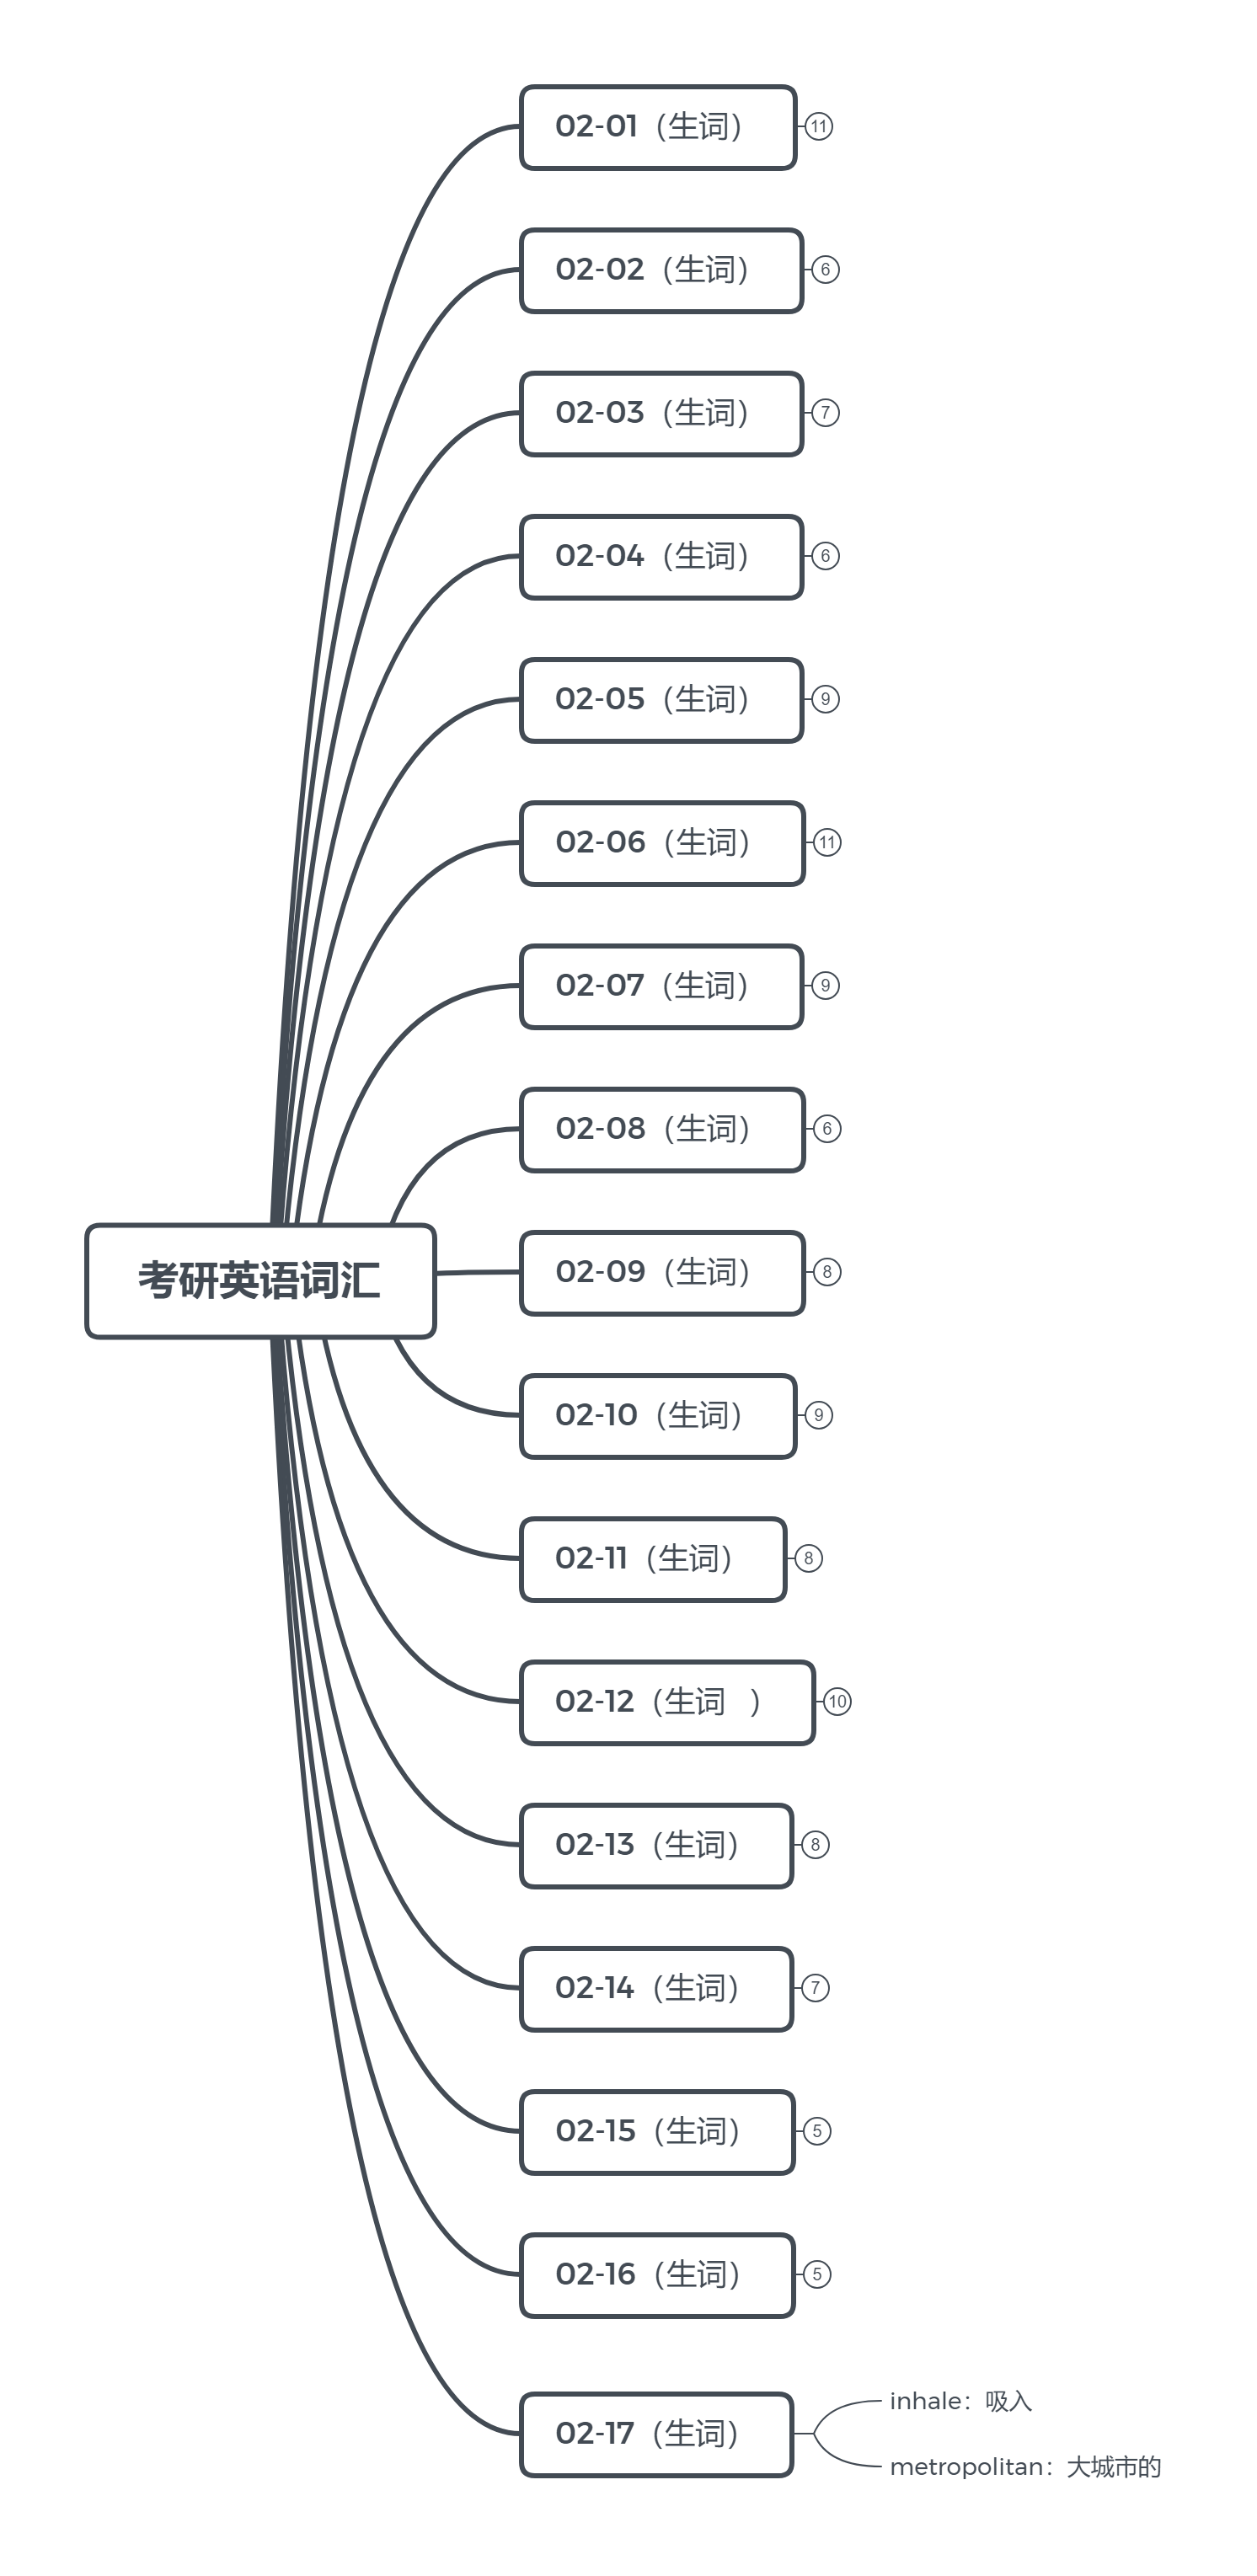 02-01（生词） 11
02-02（生词） 6
02-03（生词） 7
02-04（生词） 6
02-05（生词） 9
02-06（生词） 11
02-07（生词） 9
02-08（生词） 6
考研英语词汇
02-09（生词） 8
02-10（生词） 9
02-11（生词） 8
02-12（生词 ） 10
02-13（生词） 8
02-14（生词） 7
02-15（生词） 5
02-16（生词） 5
02-17（生词）
inhale：吸入
metropolitan：大城市的